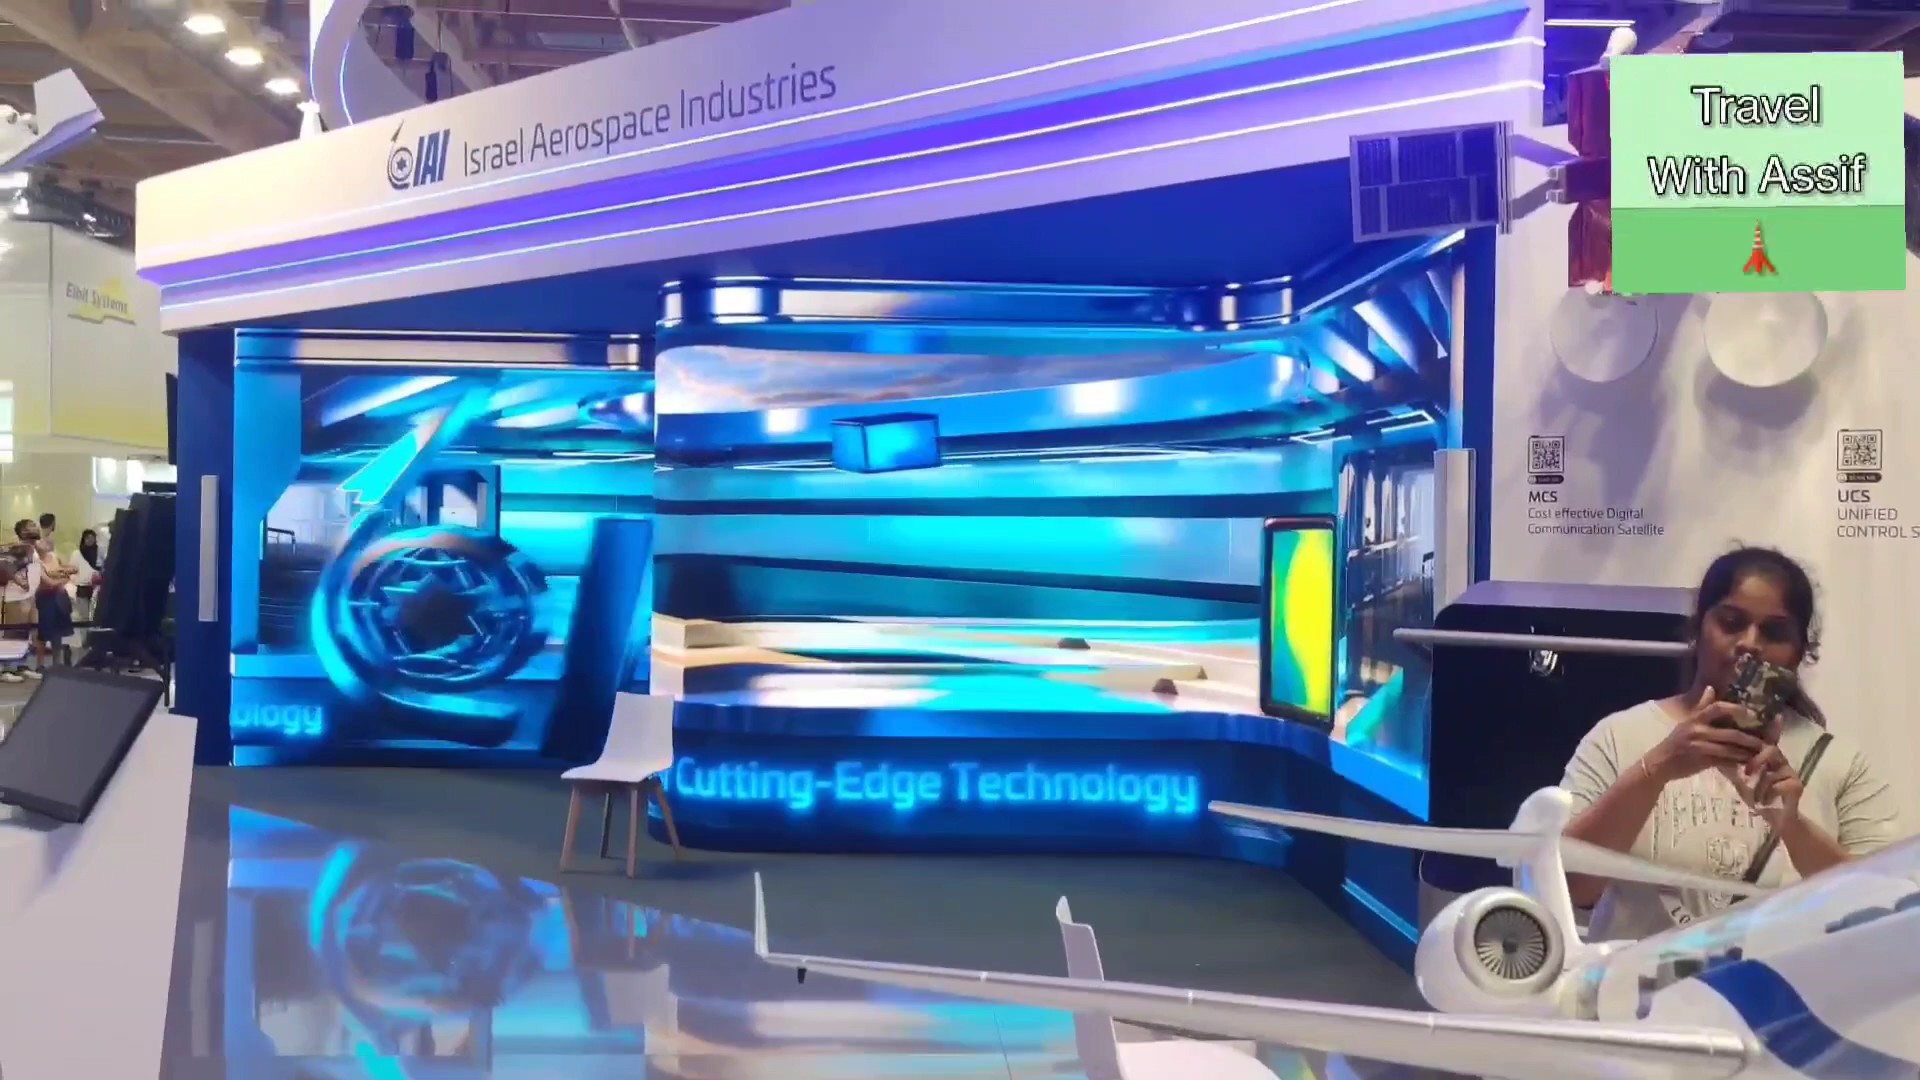 IAI Israel Aerospace Industries
Travel
With Assif
Elbit Systems
MCS
Cost effective Digital
Communication Satellite
UCS
UNIFIED
CONTROL S
ology
Cutting-Edge Technology